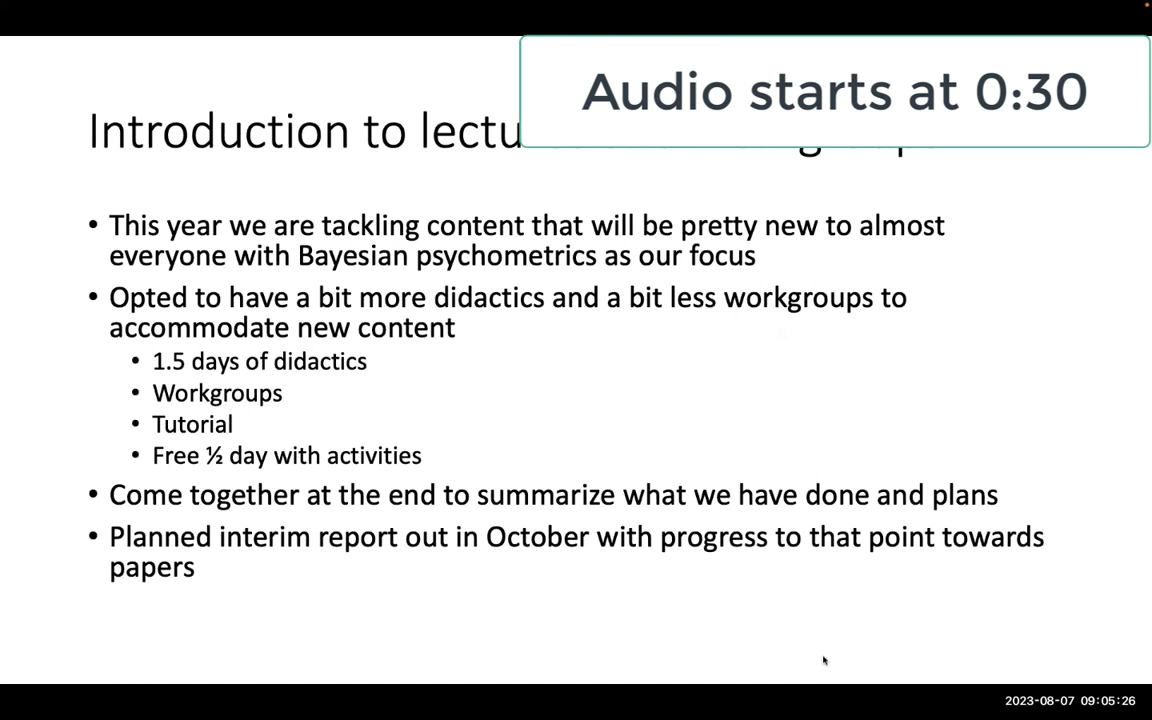 Audio starts at 0:30
Introduction to
• This year we are tackling content that will be pretty new to almost
everyone with Bayesian psychometrics as our focus
• Opted to have a bit more didactics and a bit less workgroups to
accommodate new content
• 1.5 days of didactics
• Workgroups
• Tutorial
• Free ½ day with activities
• Come together at the end to summarize what we have done and plans
• Planned interim report out in October with progress to that point towards
papers
2023-08-07 09:05:26